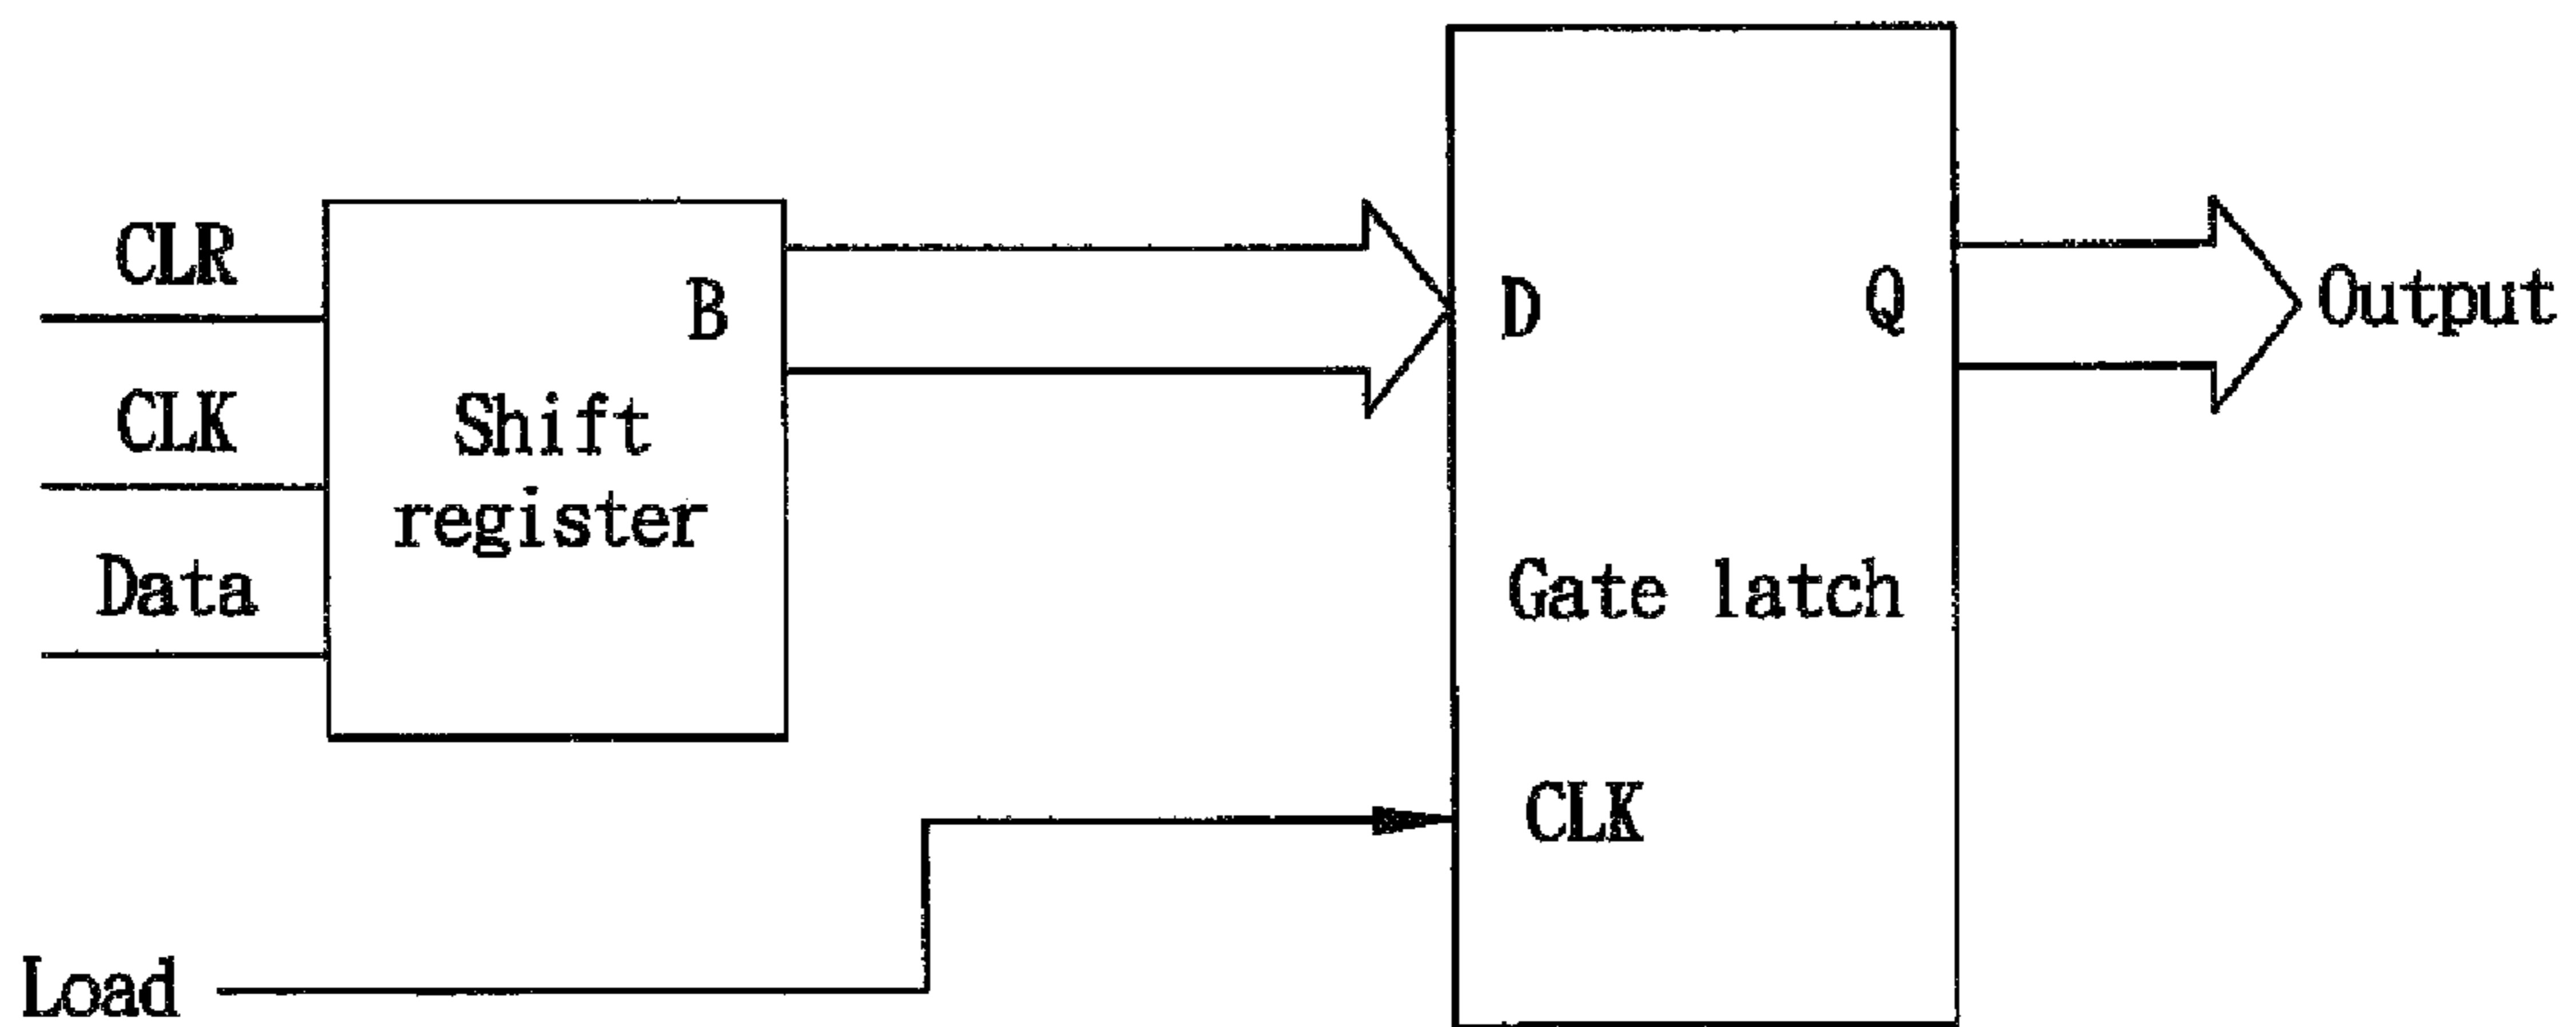 CLR
CLK
Data
B
Shift
register
D
Q
Output
Gate latch
CLK
Load